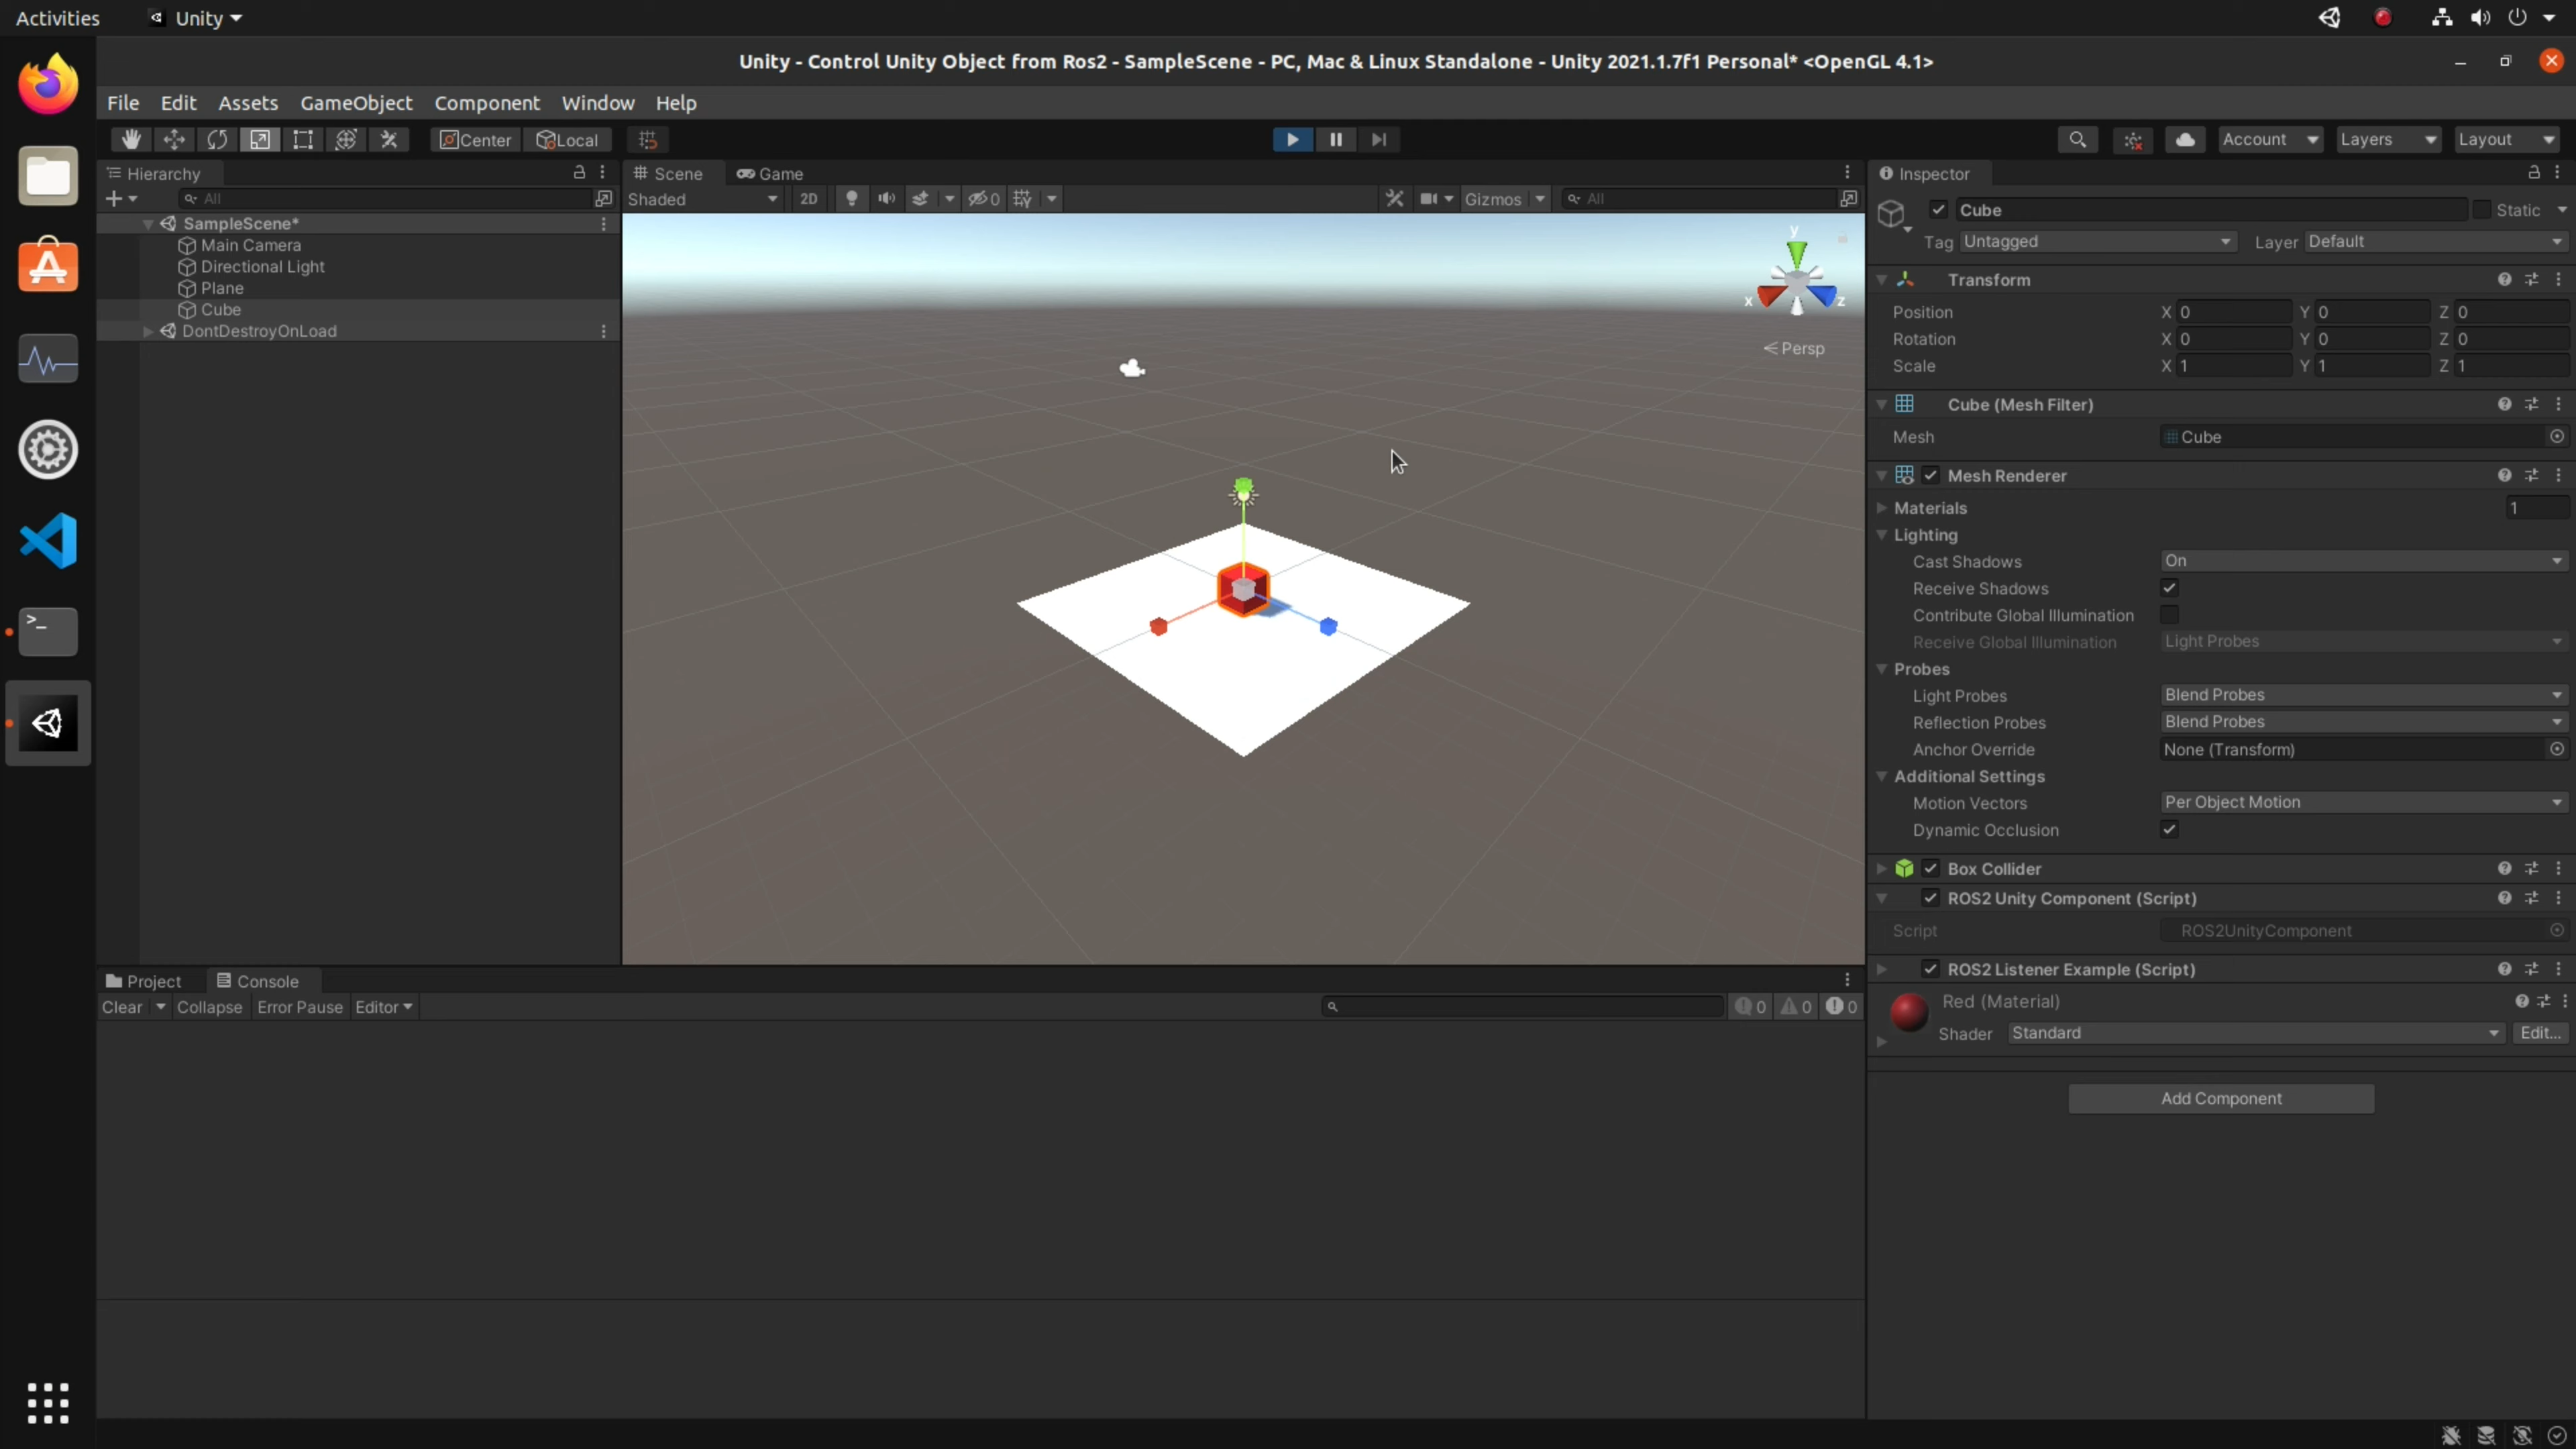 Activities
Unity
Unity - Control Unity Object from Ros2 - SampleScene - PC, Mac & Linux Standalone - Unity 2021.1.7f1 Personal* <OpenGL 4.1>
File Edit Assets GameObject Component Window Help
Center Local
Account Layers Layout
Hierarchy
All
SampleScene*
Main Camera
Directional Light
Plane
Cube
DontDestroyOnLoad
Scene Game
Shaded 2D 0 Gizmos All
y
x z
Persp
Inspector
Cube Static
Tag Untagged Layer Default
Transform
Position X 0 Y 0 Z 0
Rotation X 0 Y 0 Z 0
Scale X 1 Y 1 Z 1
Cube (Mesh Filter)
Mesh Cube
Mesh Renderer
Materials 1
Lighting
Cast Shadows On
Receive Shadows
Contribute Global Illumination
Receive Global Illumination Light Probes
Probes
Light Probes Blend Probes
Reflection Probes Blend Probes
Anchor Override None (Transform)
Additional Settings
Motion Vectors Per Object Motion
Dynamic Occlusion
Box Collider
ROS2 Unity Component (Script)
Script ROS2UnityComponent
ROS2 Listener Example (Script)
Red (Material)
Shader Standard Edit...
Add Component
Project Console
Clear Collapse Error Pause Editor 0 0 0